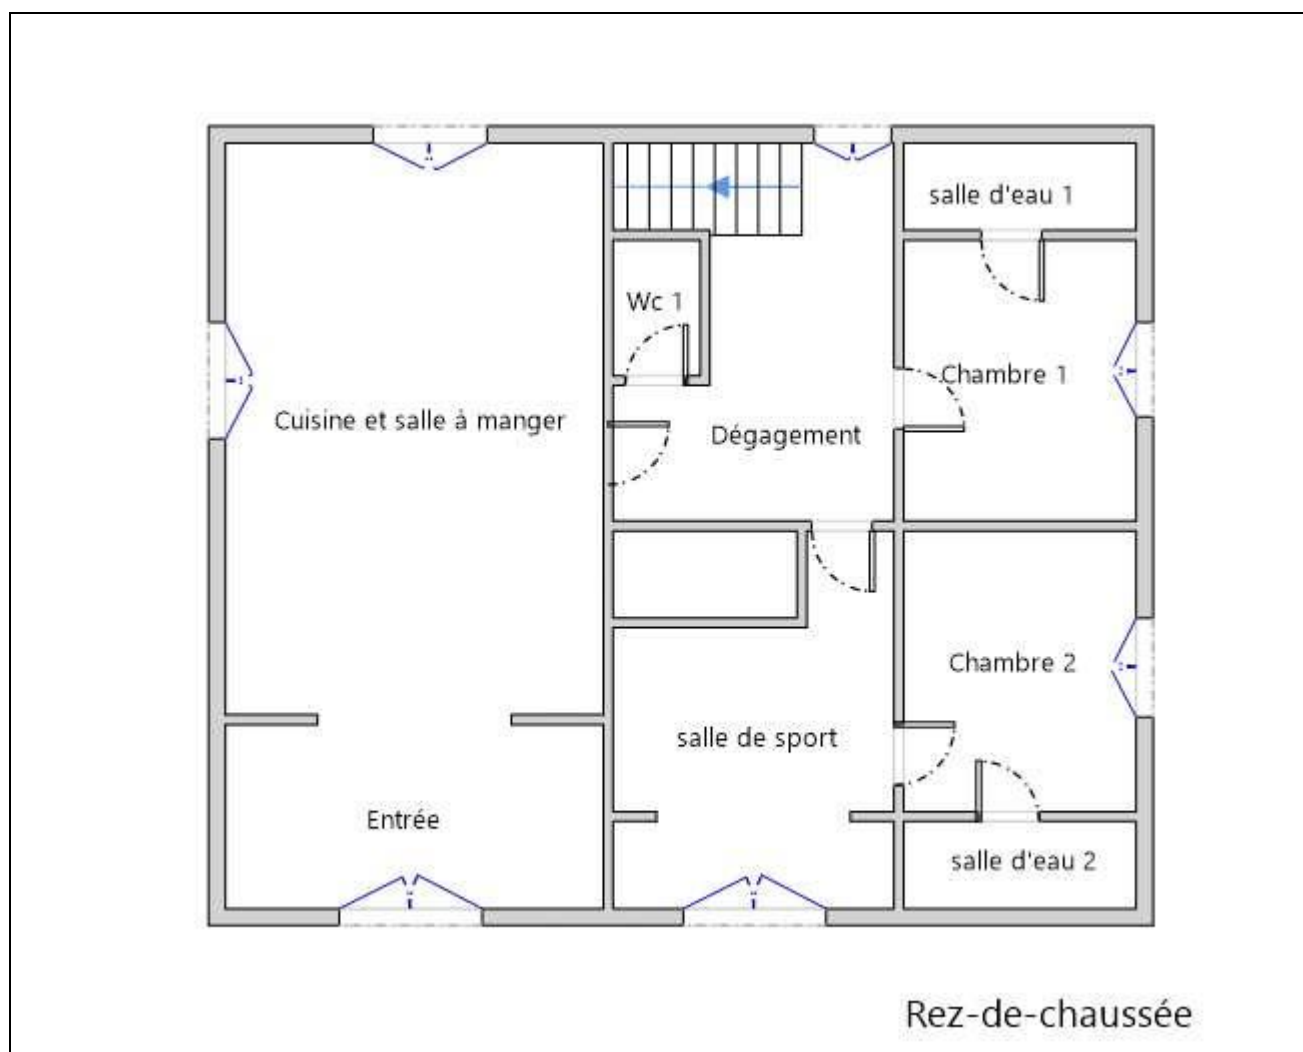 salle d'eau 1
Wc 1
Chambre 1
Cuisine et salle à manger
Dégagement
Chambre 2
salle de sport
Entrée
salle d'eau 2
Rez-de-chaussée